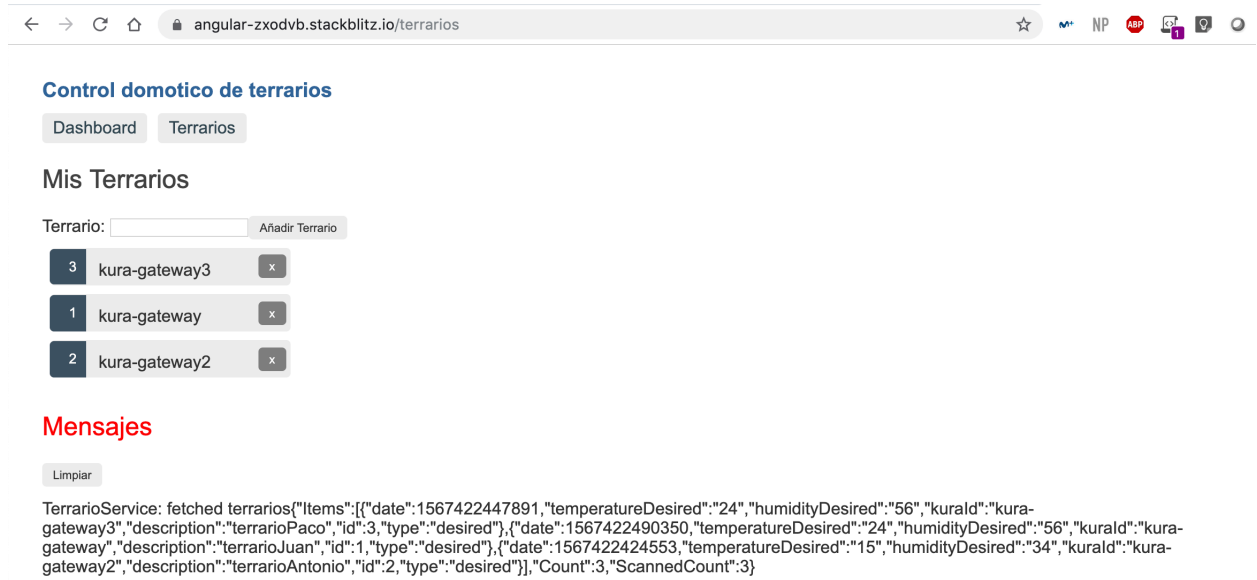 angular-zxodvb.stackblitz.io/terrarios
NP
ABP
1
Control domotico de terrarios
Dashboard Terrarios
Mis Terrarios
Terrario: Añadir Terrario
3 kura-gateway3 x
1 kura-gateway x
2 kura-gateway2 x
Mensajes
Limpiar
TerrarioService: fetched terrarios{"Items":[{"date":1567422447891,"temperatureDesired":"24","humidityDesired":"56","kuraId":"kura-
gateway3","description":"terrarioPaco","id":3,"type":"desired"},{"date":1567422490350,"temperatureDesired":"24","humidityDesired":"56","kuraId":"kura-
gateway","description":"terrarioJuan","id":1,"type":"desired"},{"date":1567422424553,"temperatureDesired":"15","humidityDesired":"34","kuraId":"kura-
gateway2","description":"terrarioAntonio","id":2,"type":"desired"}],"Count":3,"ScannedCount":3}